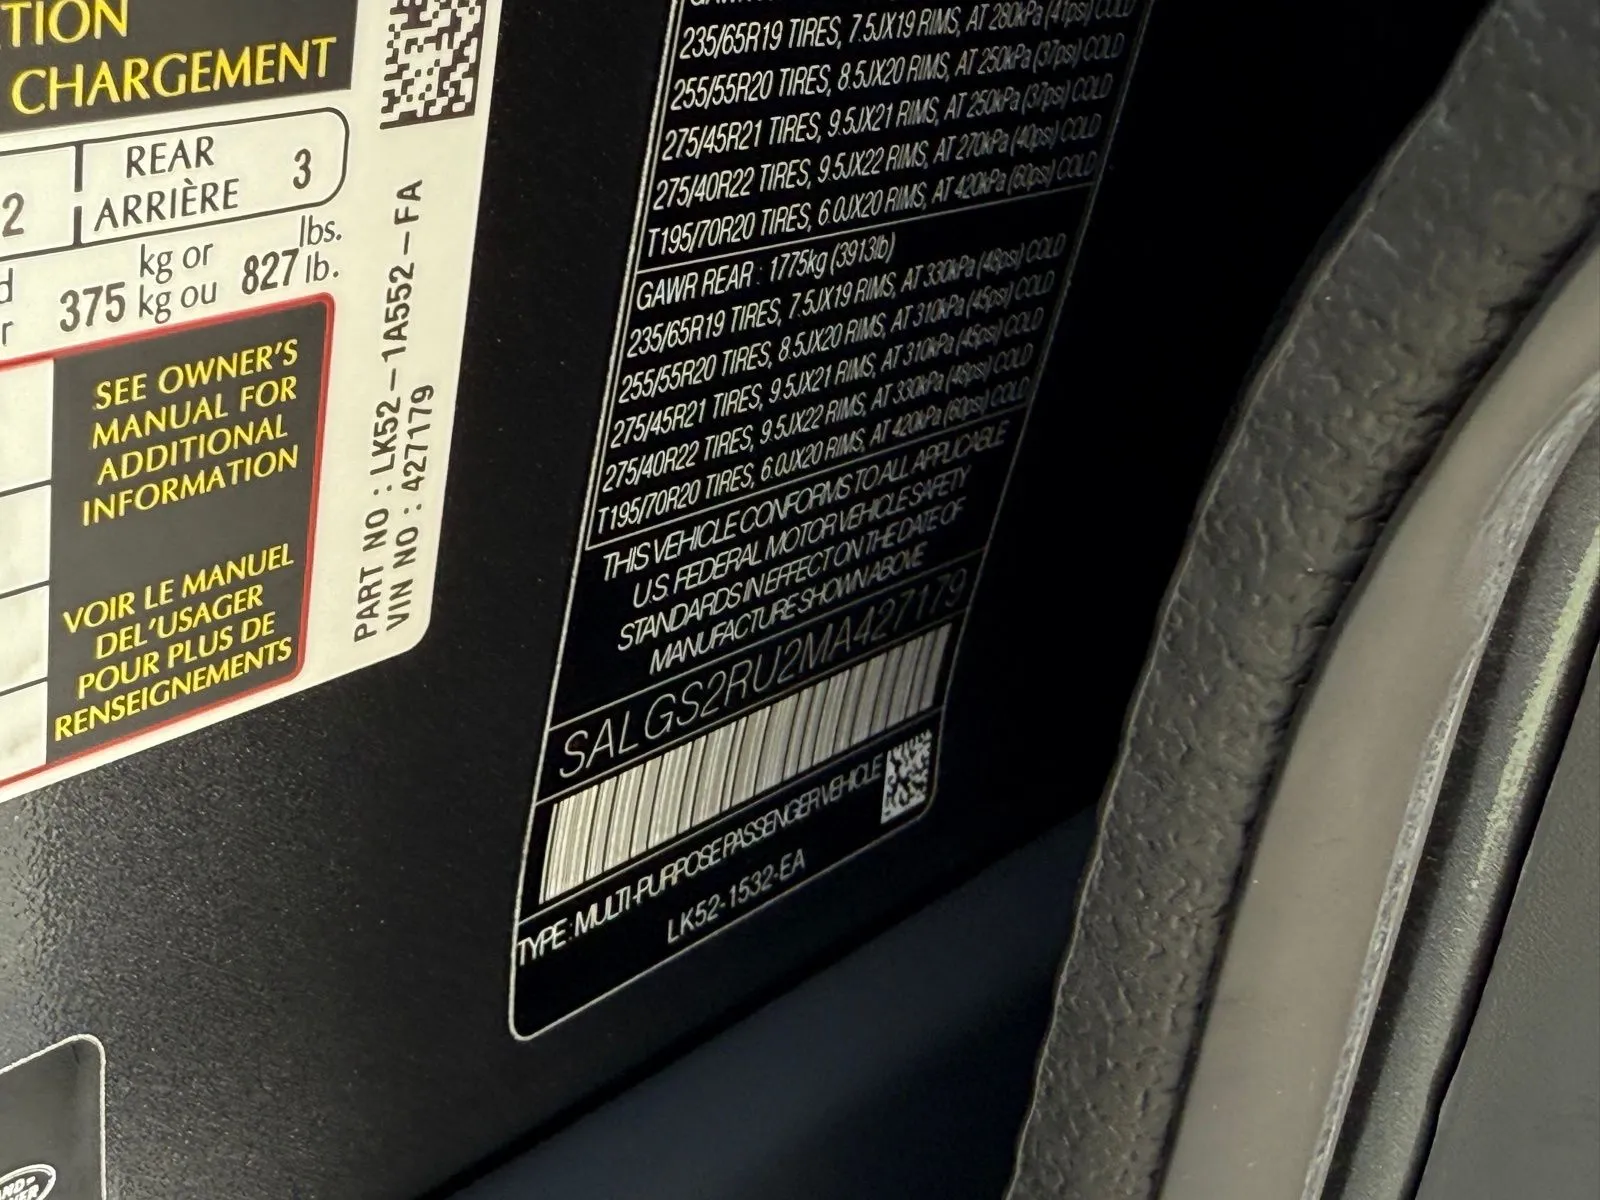 TION
CHARGEMENT
2
REAR
ARRIÈRE
3
kg or
lbs.
375 kg ou 827 lb.
SEE OWNER'S
MANUAL FOR
ADDITIONAL
INFORMATION
VOIR LE MANUEL
DEL'USAGER
POUR PLUS DE
RENSEIGNEMENTS
PART NO : LK52-1A552-FA
VIN NO : 427179
235/65R19 TIRES, 7.5JX19 RIMS, AT 280kPa (41psi) COLD
255/55R20 TIRES, 8.5JX20 RIMS, AT 250kPa (37psi) COLD
275/45R21 TIRES, 9.5JX21 RIMS, AT 250kPa (37psi) COLD
275/40R22 TIRES, 9.5JX22 RIMS, AT 270kPa (40psi) COLD
T195/70R20 TIRES, 6.0JX20 RIMS, AT 420kPa (60psi) COLD
GAWR REAR : 1775kg (3913lb)
235/65R19 TIRES, 7.5JX19 RIMS, AT 330kPa (48psi) COLD
255/55R20 TIRES, 8.5JX20 RIMS, AT 310kPa (45psi) COLD
275/45R21 TIRES, 9.5JX21 RIMS, AT 310kPa (45psi) COLD
275/40R22 TIRES, 9.5JX22 RIMS, AT 330kPa (48psi) COLD
T195/70R20 TIRES, 6.0JX20 RIMS, AT 420kPa (60psi) COLD
THIS VEHICLE CONFORMS TO ALL APPLICABLE
U.S. FEDERAL MOTOR VEHICLE SAFETY
STANDARDS IN EFFECT ON THE DATE OF
MANUFACTURE SHOWN ABOVE
SALGS2RU2MA427179
TYPE : MULTI-PURPOSE PASSENGER VEHICLE
LK52-1532-EA